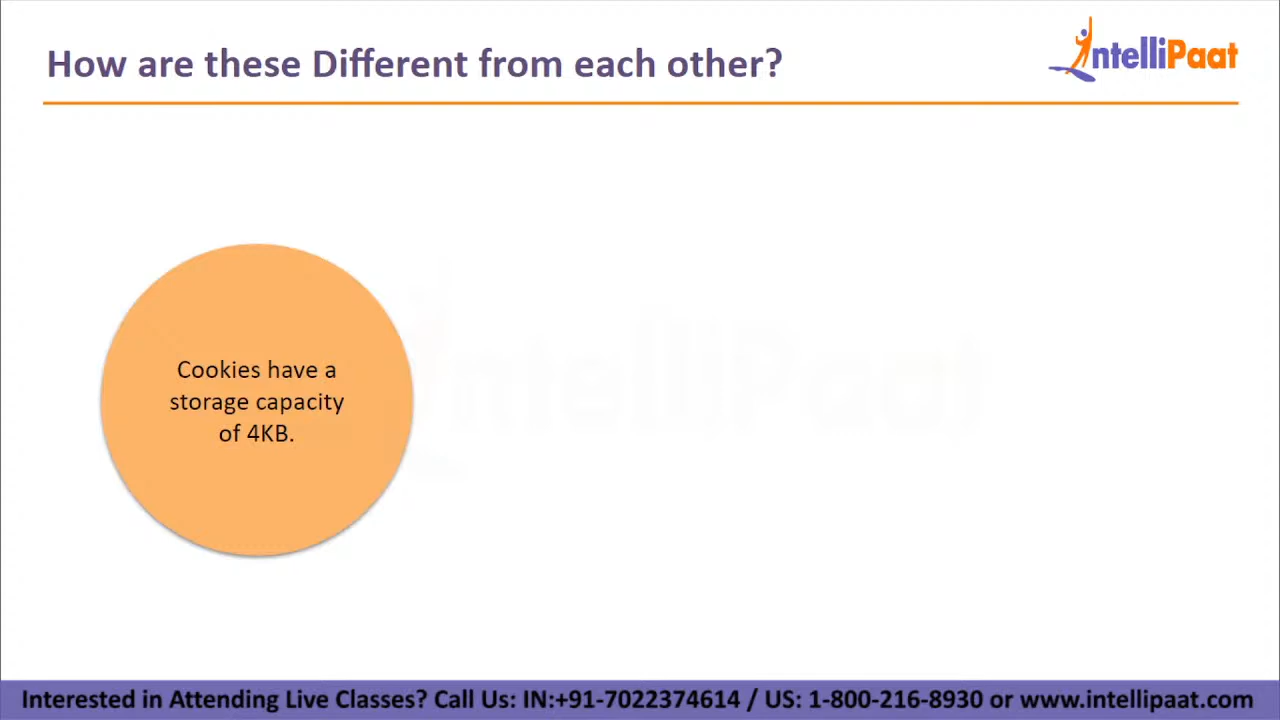 How are these Different from each other?
IntelliPaat
Cookies have a
storage capacity
of 4KB.
IntelliPaat
Interested in Attending Live Classes? Call Us: IN:+91-7022374614 / US: 1-800-216-8930 or www.intellipaat.com